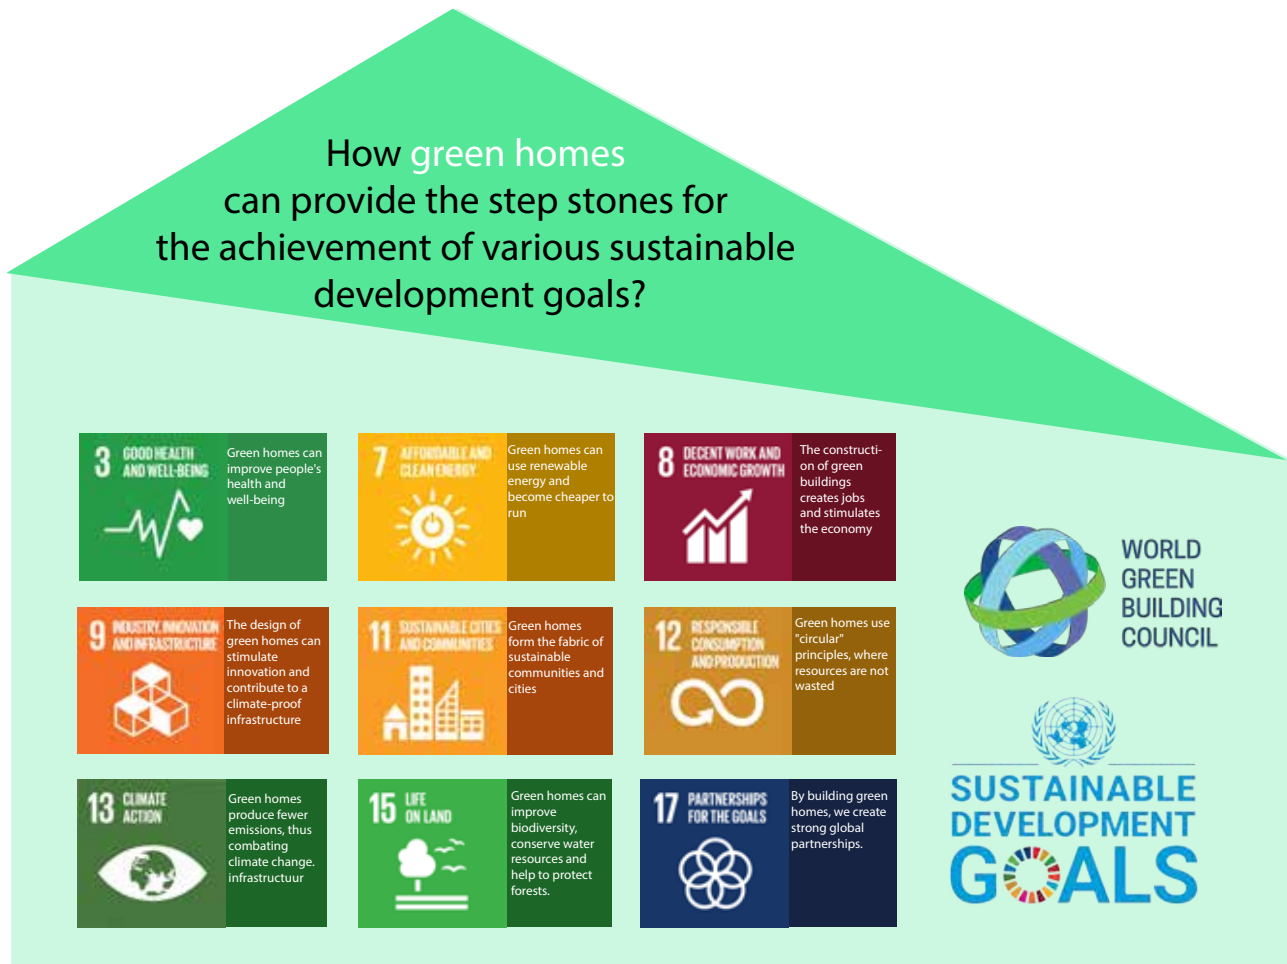 How green homes
can provide the step stones for
the achievement of various sustainable
development goals?
3 GOOD HEALTH
AND WELL-BEING
Green homes can
improve people's
health and
well-being
7 AFFORDABLE AND
CLEAN ENERGY
Green homes can
use renewable
energy and
become cheaper to
run
8 DECENT WORK AND
ECONOMIC GROWTH
The constructi-
on of green
buildings
creates jobs
and stimulates
the economy
9 INDUSTRY, INNOVATION
AND INFRASTRUCTURE
The design of
green homes can
stimulate
innovation and
contribute to a
climate-proof
infrastructure
11 SUSTAINABLE CITIES
AND COMMUNITIES
Green homes
form the fabric of
sustainable
communities and
cities
12 RESPONSIBLE
CONSUMPTION
AND PRODUCTION
Green homes use
"circular"
principles, where
resources are not
wasted
13 CLIMATE
ACTION
Green homes
produce fewer
emissions, thus
combating
climate change.
infrastructuur
15 LIFE
ON LAND
Green homes can
improve
biodiversity,
conserve water
resources and
help to protect
forests.
17 PARTNERSHIPS
FOR THE GOALS
By building green
homes, we create
strong global
partnerships.
WORLD
GREEN
BUILDING
COUNCIL
SUSTAINABLE
DEVELOPMENT
GOALS